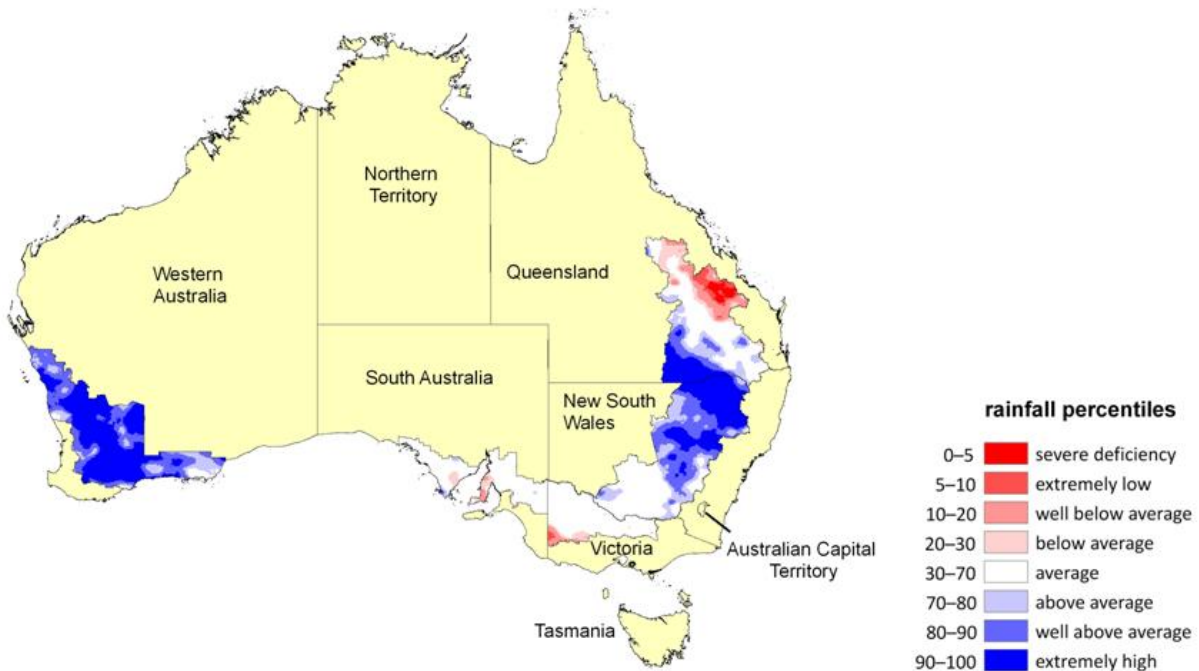 Northern
Territory
Western
Australia
Queensland
South Australia
New South
Wales
Victoria
Australian Capital
Territory
Tasmania
rainfall percentiles
0–5 severe deficiency
5–10 extremely low
10–20 well below average
20–30 below average
30–70 average
70–80 above average
80–90 well above average
90–100 extremely high